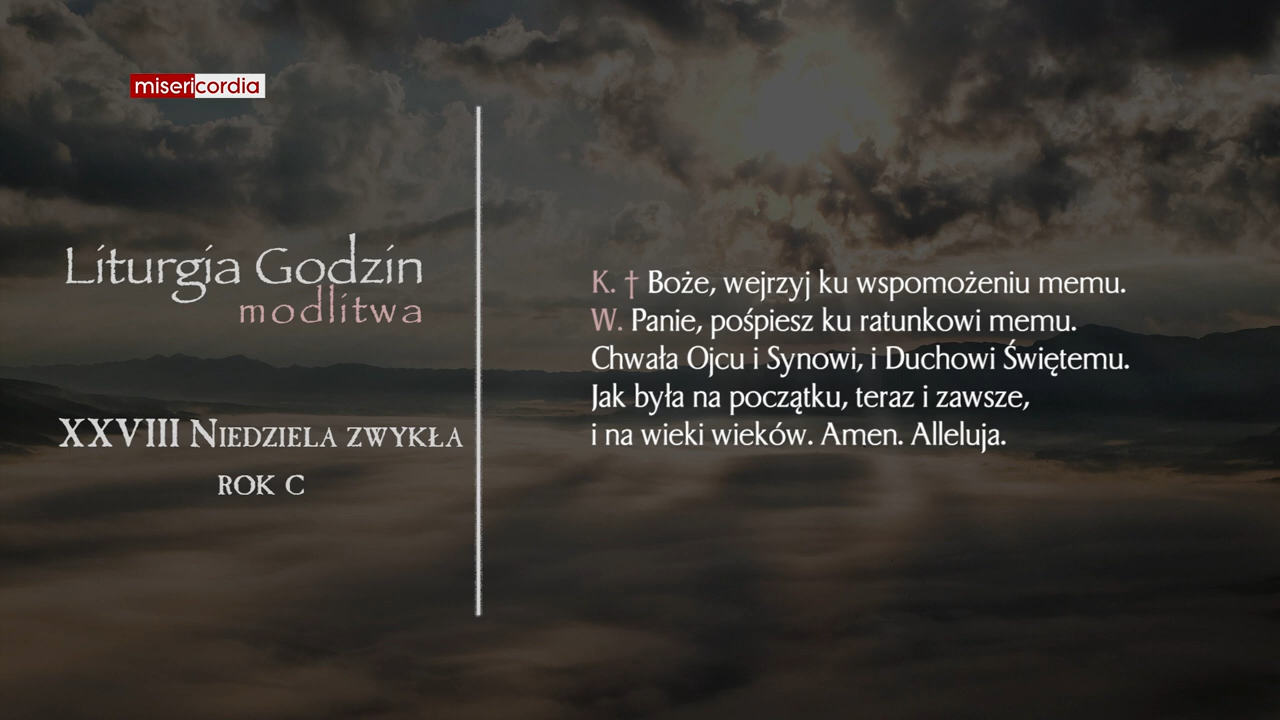 misericordia
Liturgia Godzin
modlitwa
XXVIII Niedziela zwykła
rok C
K. † Boże, wejrzyj ku wspomożeniu memu.
W. Panie, pośpiesz ku ratunkowi memu.
Chwała Ojcu i Synowi, i Duchowi Świętemu.
Jak była na początku, teraz i zawsze,
i na wieki wieków. Amen. Alleluja.